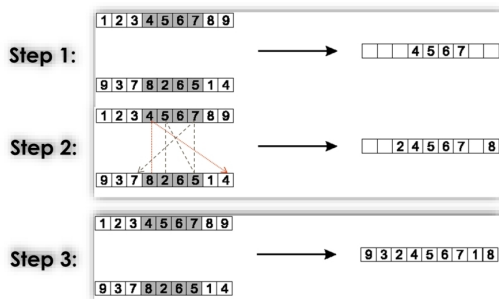 1 2 3 4 5 6 7 8 9
Step 1:
4 5 6 7
9 3 7 8 2 6 5 1 4
1 2 3 4 5 6 7 8 9
Step 2:
2 4 5 6 7 8
9 3 7 8 2 6 5 1 4
1 2 3 4 5 6 7 8 9
Step 3:
9 3 2 4 5 6 7 1 8
9 3 7 8 2 6 5 1 4